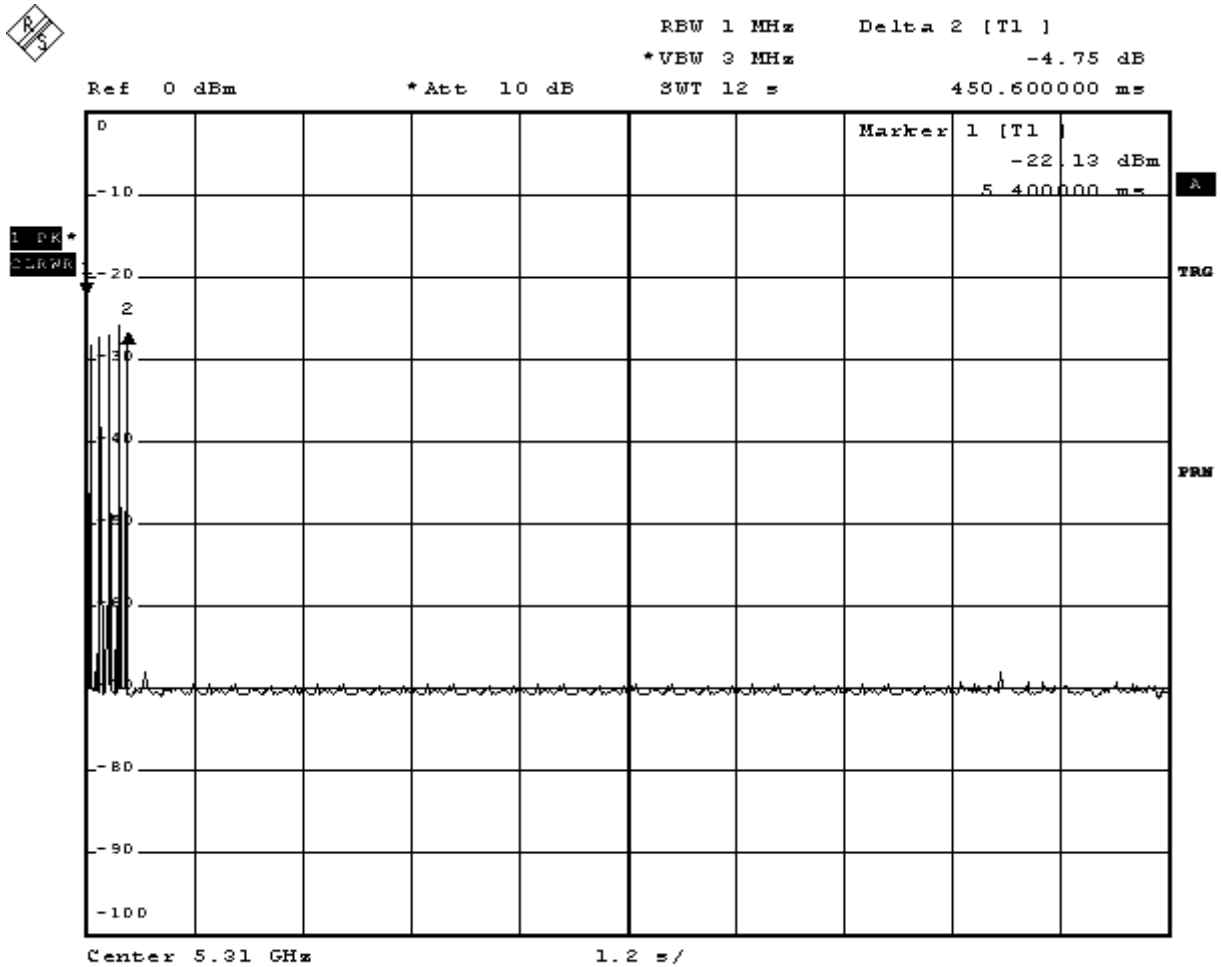 R S
RBW 1 MHz Delta 2 [T1 ]
*VBW 3 MHz -4.75 dB
Ref 0 dBm *Att 10 dB SWT 12 s 450.600000 ms
0
Marker 1 [T1 ]
-22.13 dBm
-10
5.400000 ms
A
1 PK*
CLRWR
-20
TRG
2
-30
-40
PRN
-50
-60
-80
-90
-100
Center 5.31 GHz 1.2 s/